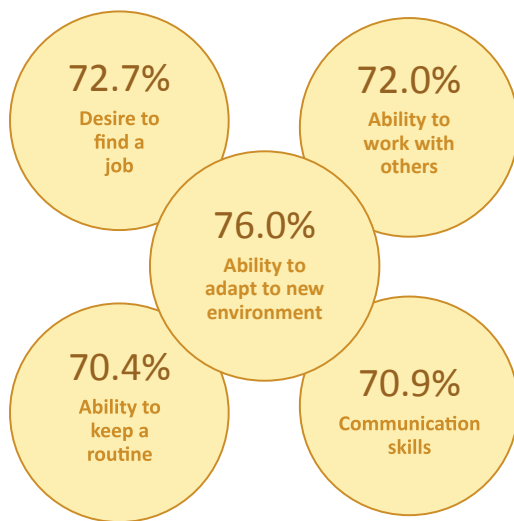 72.7%
Desire to
find a
job
72.0%
Ability to
work with
others
76.0%
Ability to
adapt to new
environment
70.4%
Ability to
keep a
routine
70.9%
Communication
skills